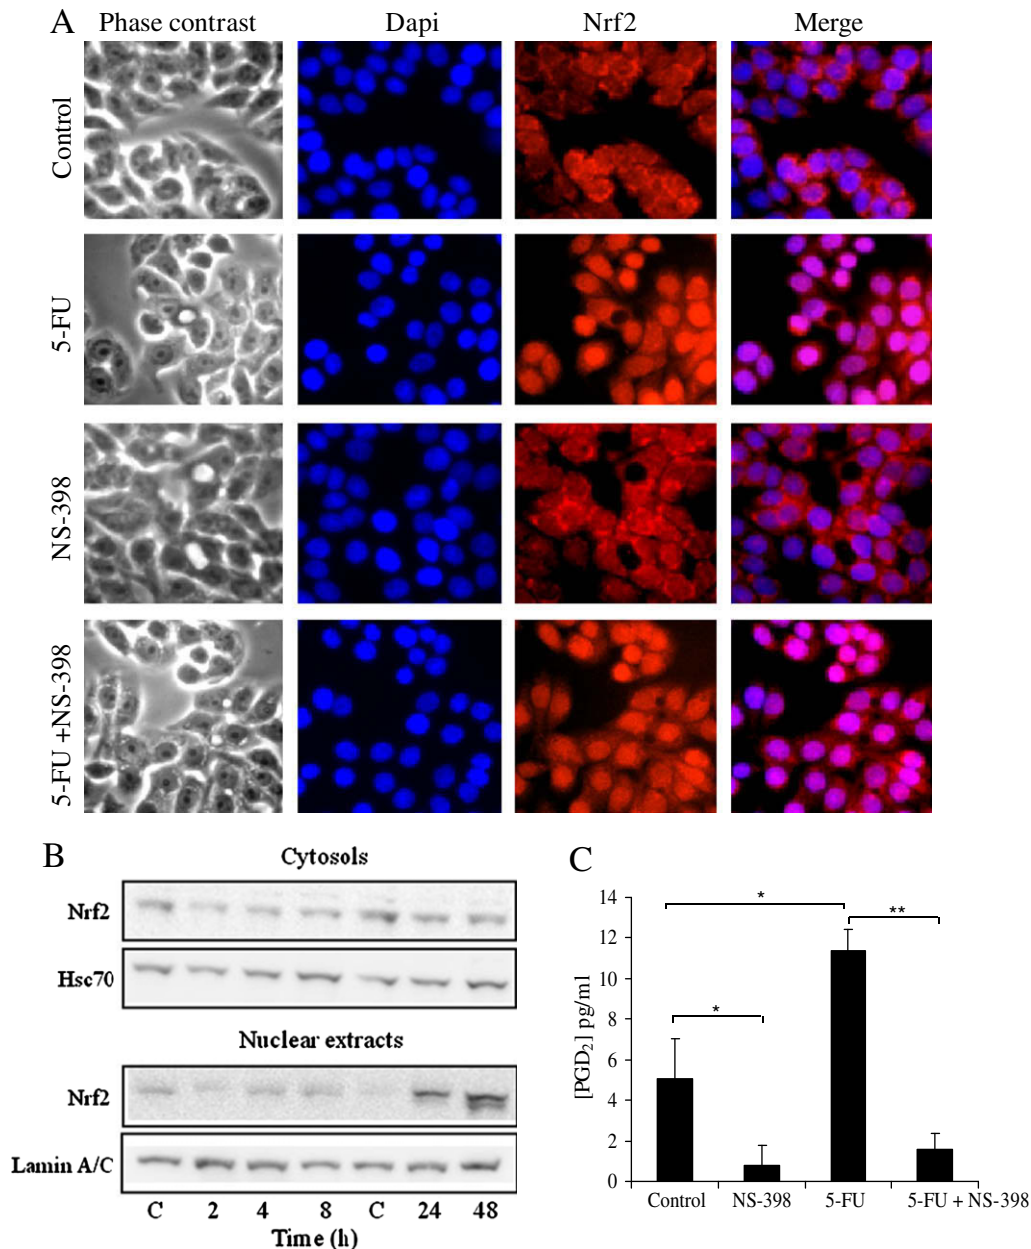 A
Phase contrast
Dapi
Nrf2
Merge
Control
5-FU
NS-398
5-FU +NS-398
B
Cytosols
Nrf2
Hsc70
Nuclear extracts
Nrf2
Lamin A/C
C 2 4 8 C 24 48
Time (h)
C
[PGD₂] pg/ml
14
12
10
8
6
4
2
0
*
**
*
Control NS-398 5-FU 5-FU + NS-398